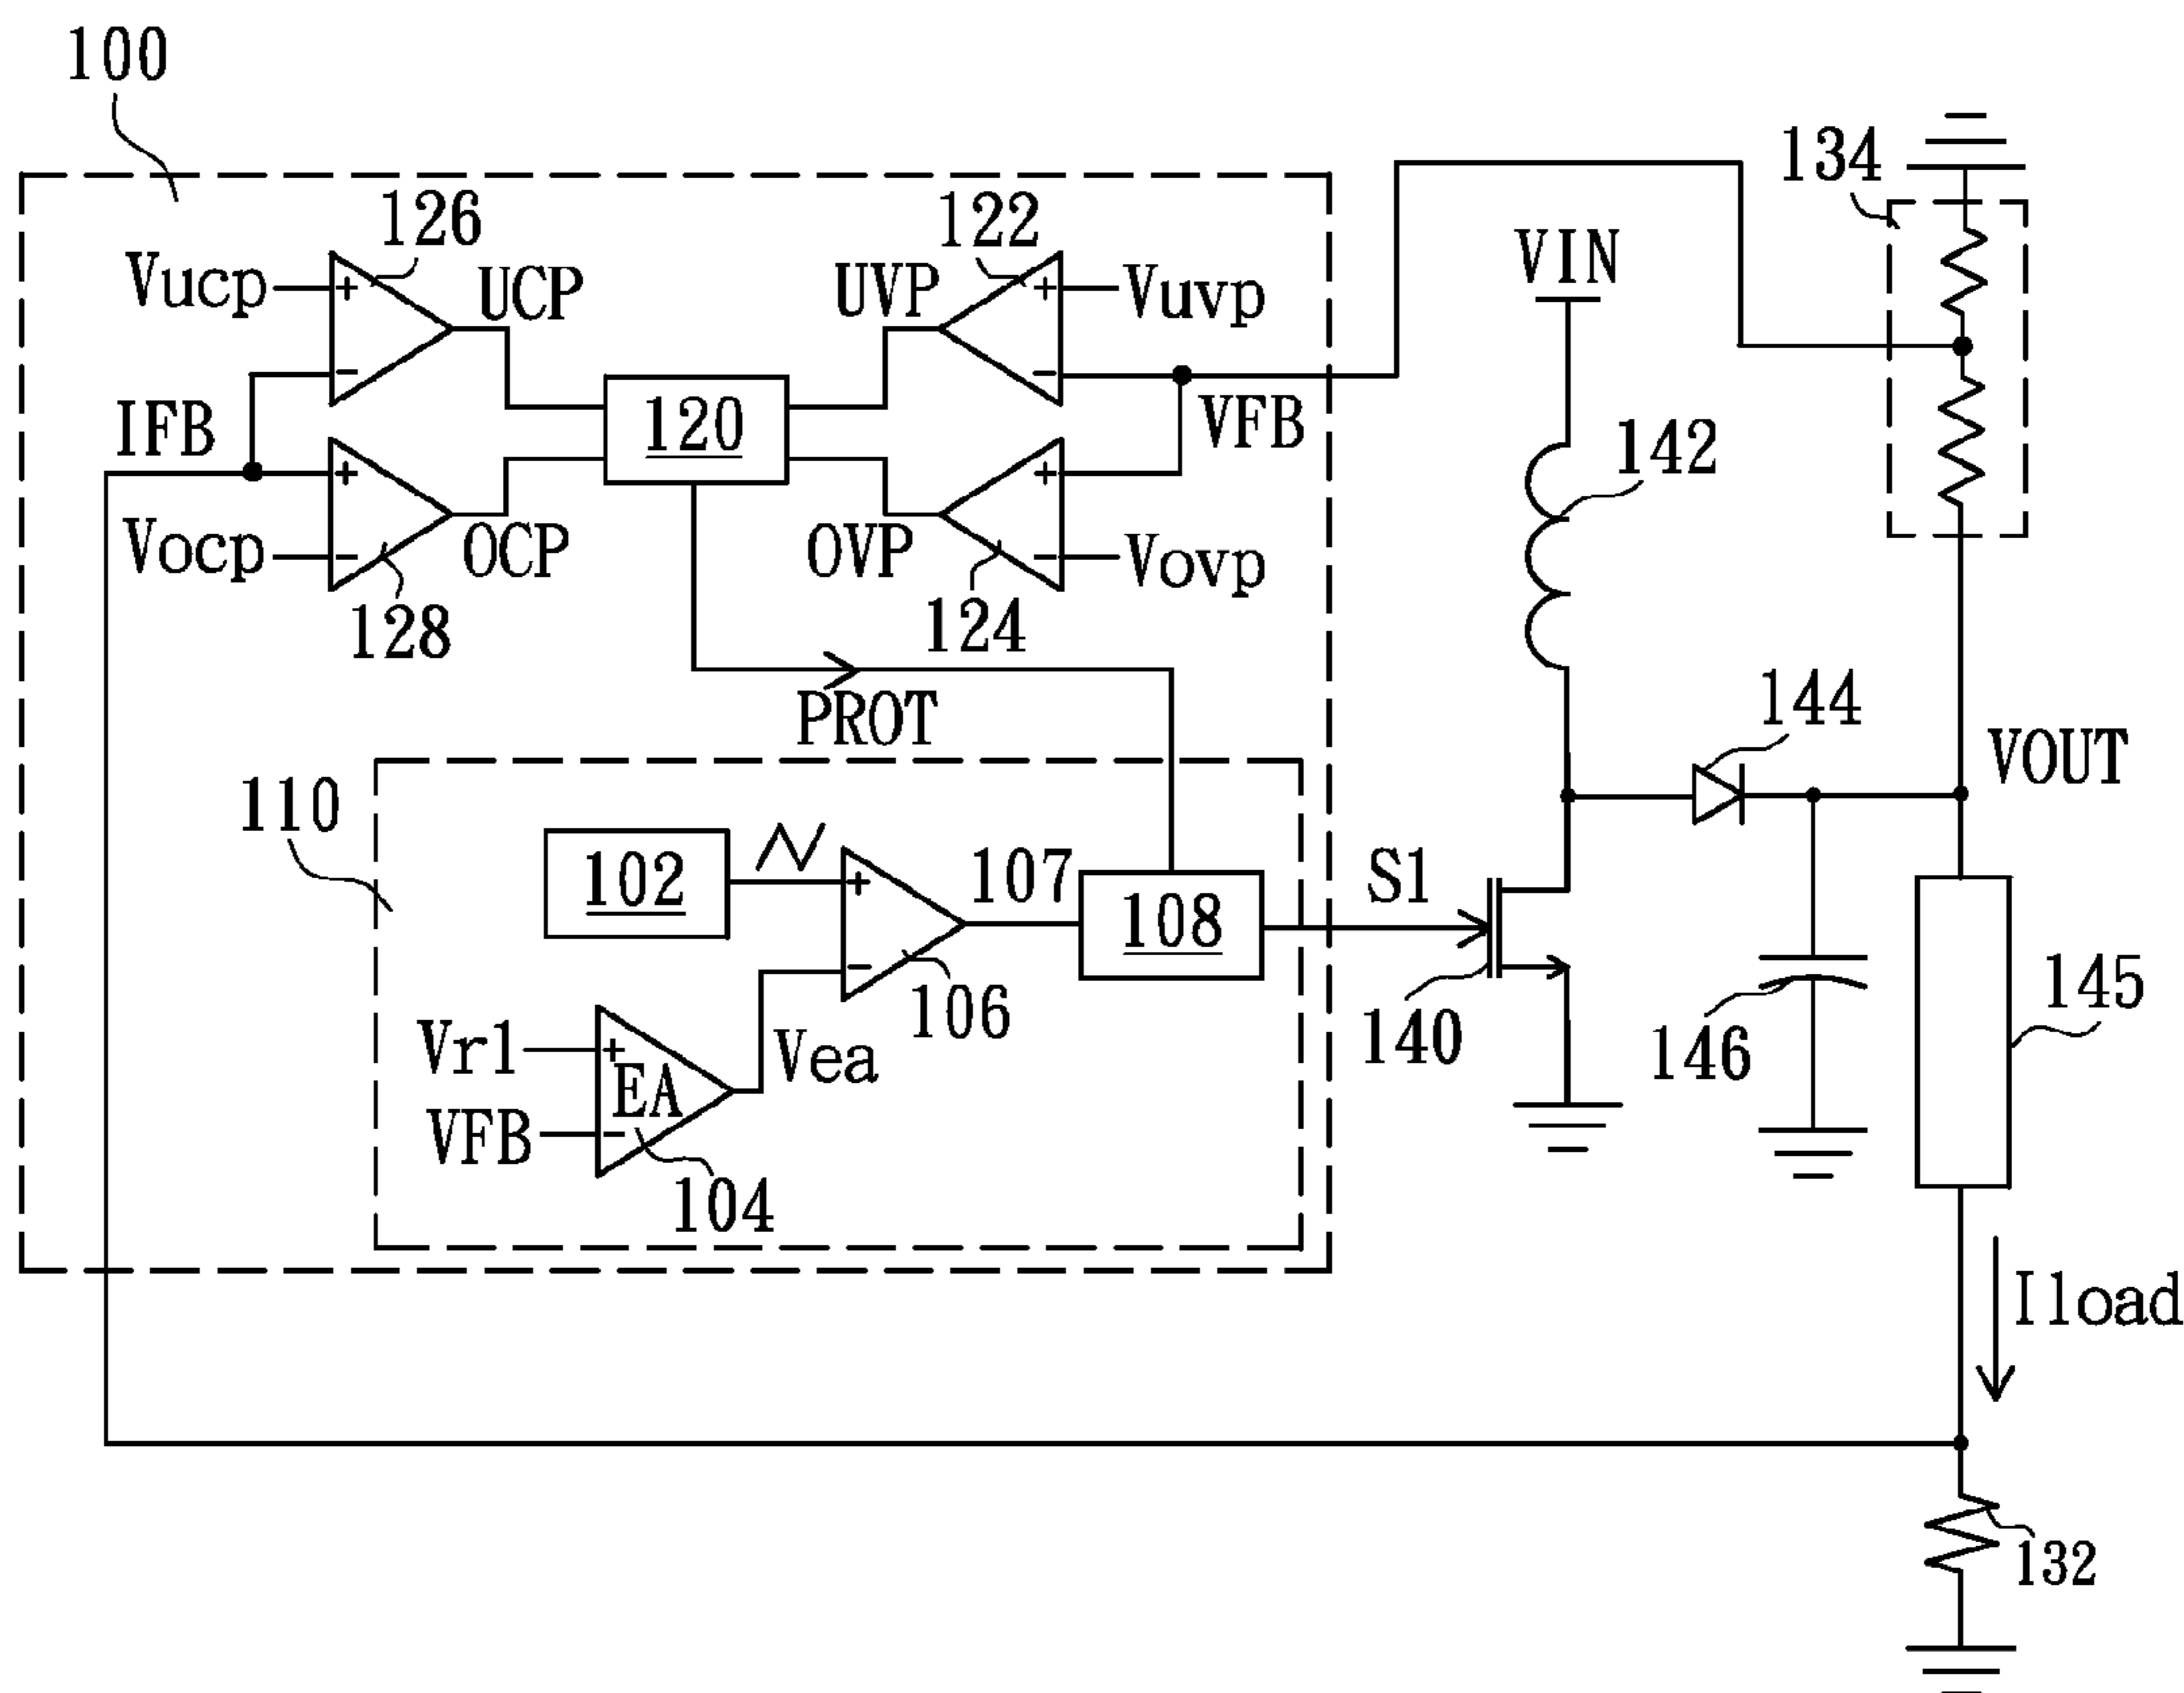 100
134
126
122
Vucp
UCP
UVP
Vuvp
VIN
IFB
120
VFB
142
Vocp
OCP
OVP
Vovp
128
124
PROT
144
VOUT
110
102
107
108
S1
106
145
Vr1
EA
Vea
140
146
VFB
104
Iload
132